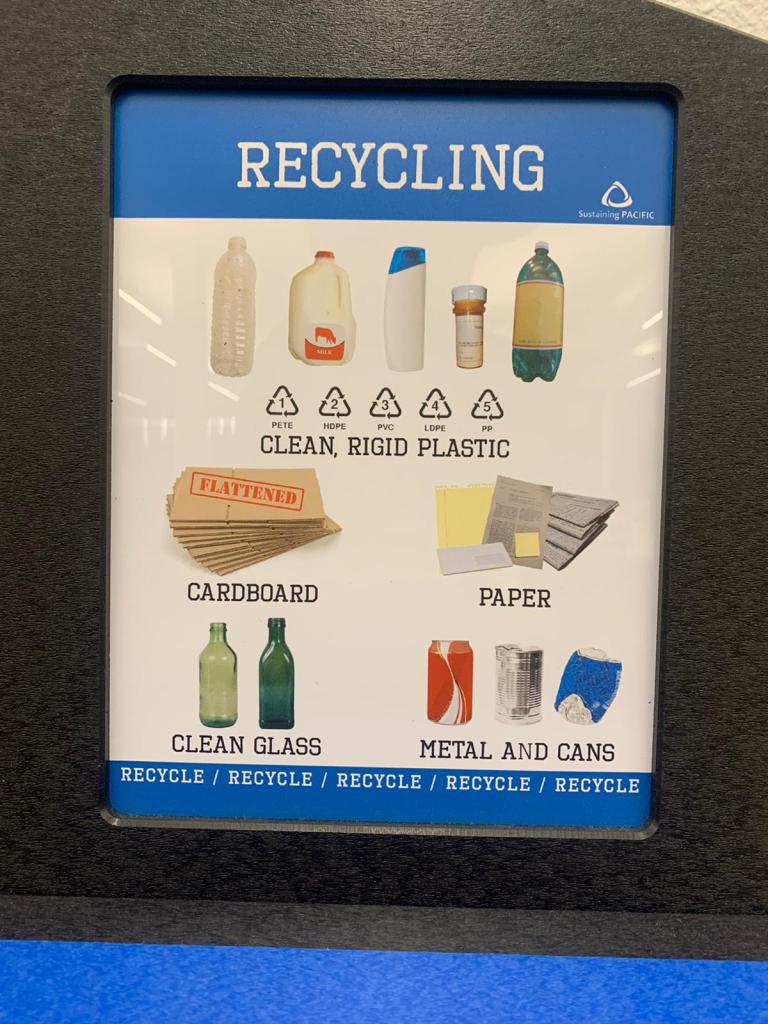 RECYCLING
Sustaining PACIFIC
MILK
1 2 3 4 5
PETE HDPE PVC LDPE PP
CLEAN, RIGID PLASTIC
FLATTENED
CARDBOARD
PAPER
CLEAN GLASS
METAL AND CANS
RECYCLE / RECYCLE / RECYCLE / RECYCLE / RECYCLE